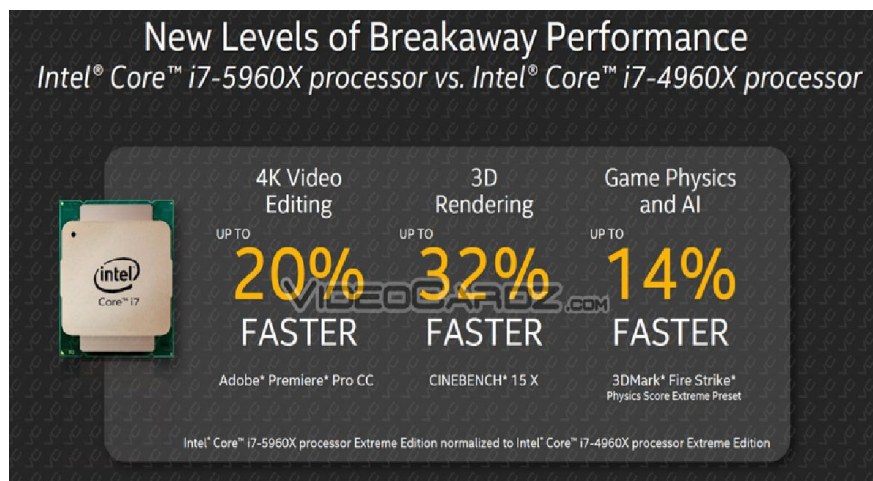 New Levels of Breakaway Performance
Intel® Core™ i7-5960X processor vs. Intel® Core™ i7-4960X processor
4K Video
Editing
UP TO
20%
FASTER
Adobe* Premiere* Pro CC
3D
Rendering
UP TO
32%
FASTER
CINEBENCH* 15 X
Game Physics
and AI
UP TO
14%
FASTER
3DMark* Fire Strike*
Physics Score Extreme Preset
intel
Core™ i7
VIDEOCARDZ.COM
Intel® Core™ i7-5960X processor Extreme Edition normalized to Intel® Core™ i7-4960X processor Extreme Edition